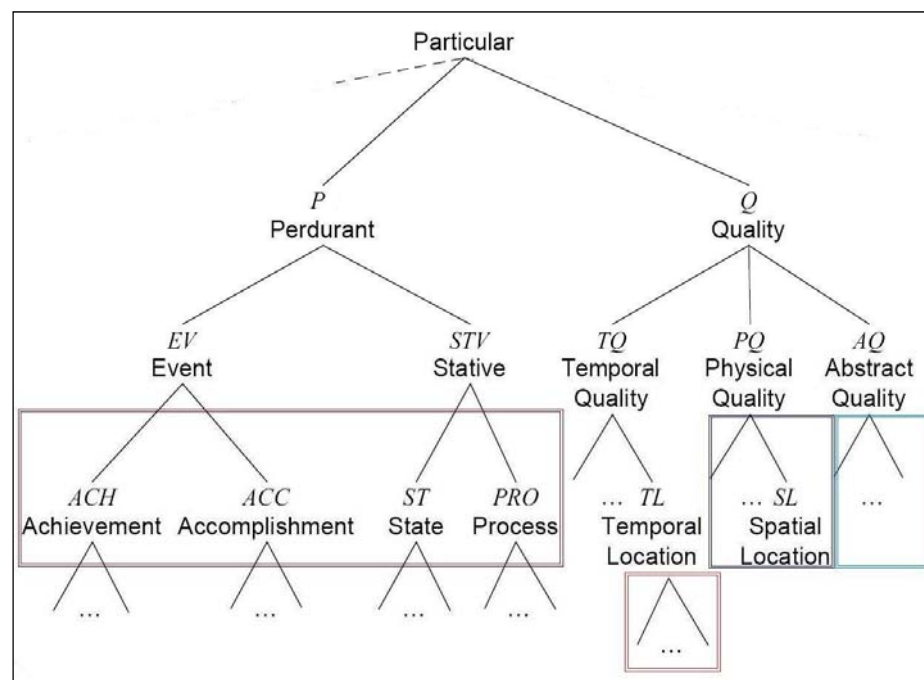 Particular
P Q
Perdurant Quality
EV STV TQ PQ AQ
Event Stative Temporal Physical Abstract
Quality Quality Quality
ACH ACC ST PRO … TL … SL …
Achievement Accomplishment State Process Temporal Spatial
Location Location
… … … …
…